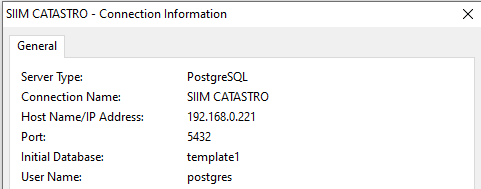 SIIM CATASTRO - Connection Information
General
Server Type: PostgreSQL
Connection Name: SIIM CATASTRO
Host Name/IP Address: 192.168.0.221
Port: 5432
Initial Database: template1
User Name: postgres